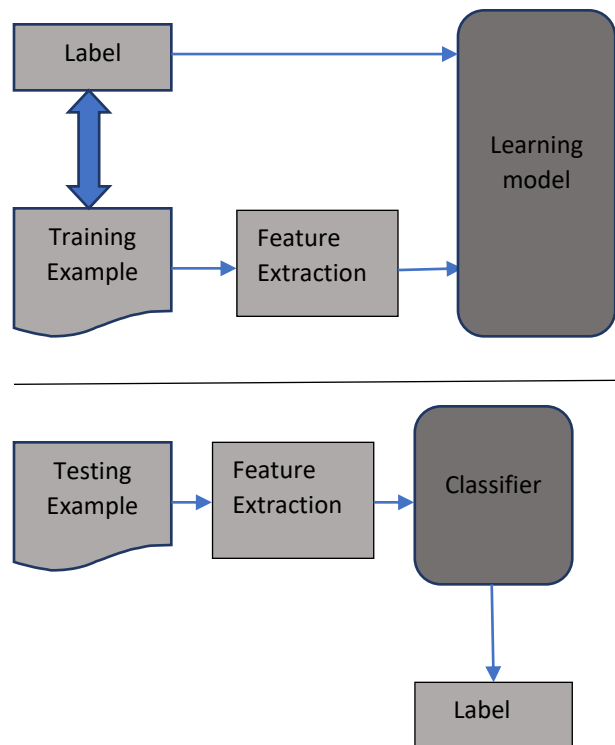 Label
Learning
model
Training
Example
Feature
Extraction
Testing
Example
Feature
Extraction
Classifier
Label